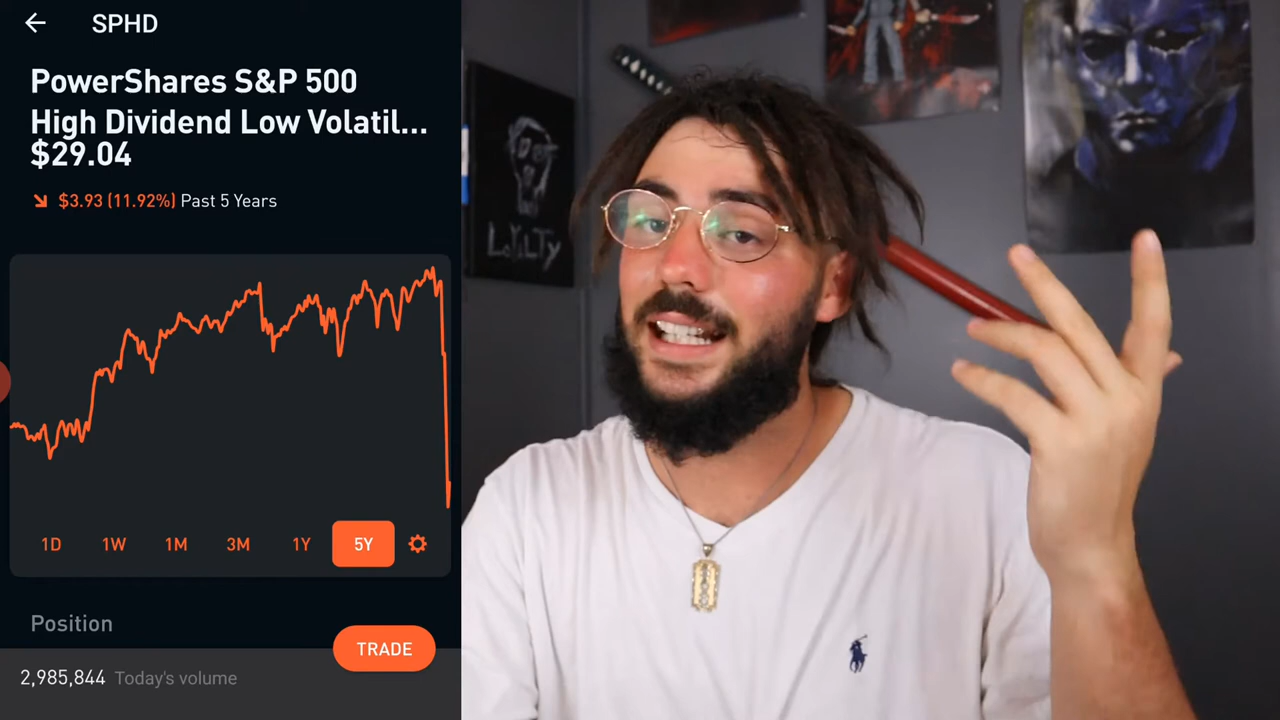 SPHD
PowerShares S&P 500
High Dividend Low Volatil...
$29.04
$3.93 (11.92%) Past 5 Years
1D 1W 1M 3M 1Y 5Y
Position
TRADE
2,985,844 Today's volume
LoYiLTy